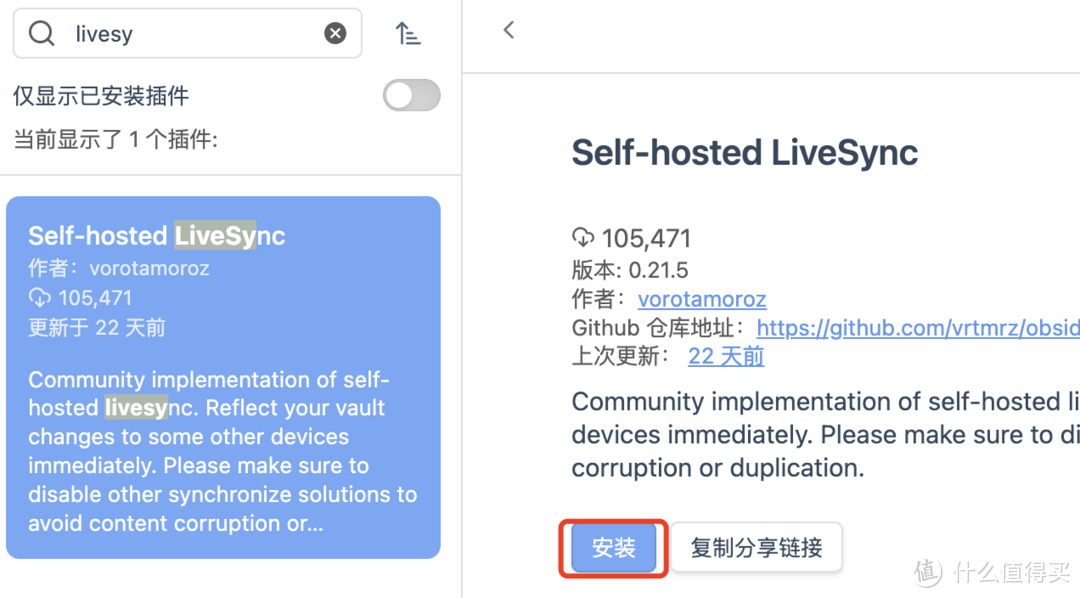 livesy
仅显示已安装插件
当前显示了 1 个插件:
Self-hosted LiveSync
作者：vorotamoroz
105,471
更新于 22 天前
Community implementation of self-
hosted livesync. Reflect your vault
changes to some other devices
immediately. Please make sure to
disable other synchronize solutions to
avoid content corruption or...
Self-hosted LiveSync
105,471
版本: 0.21.5
作者：vorotamoroz
Github 仓库地址：https://github.com/vrtmrz/obsid
上次更新：22 天前
Community implementation of self-hosted li
devices immediately. Please make sure to di
corruption or duplication.
安装 复制分享链接
值 什么值得买